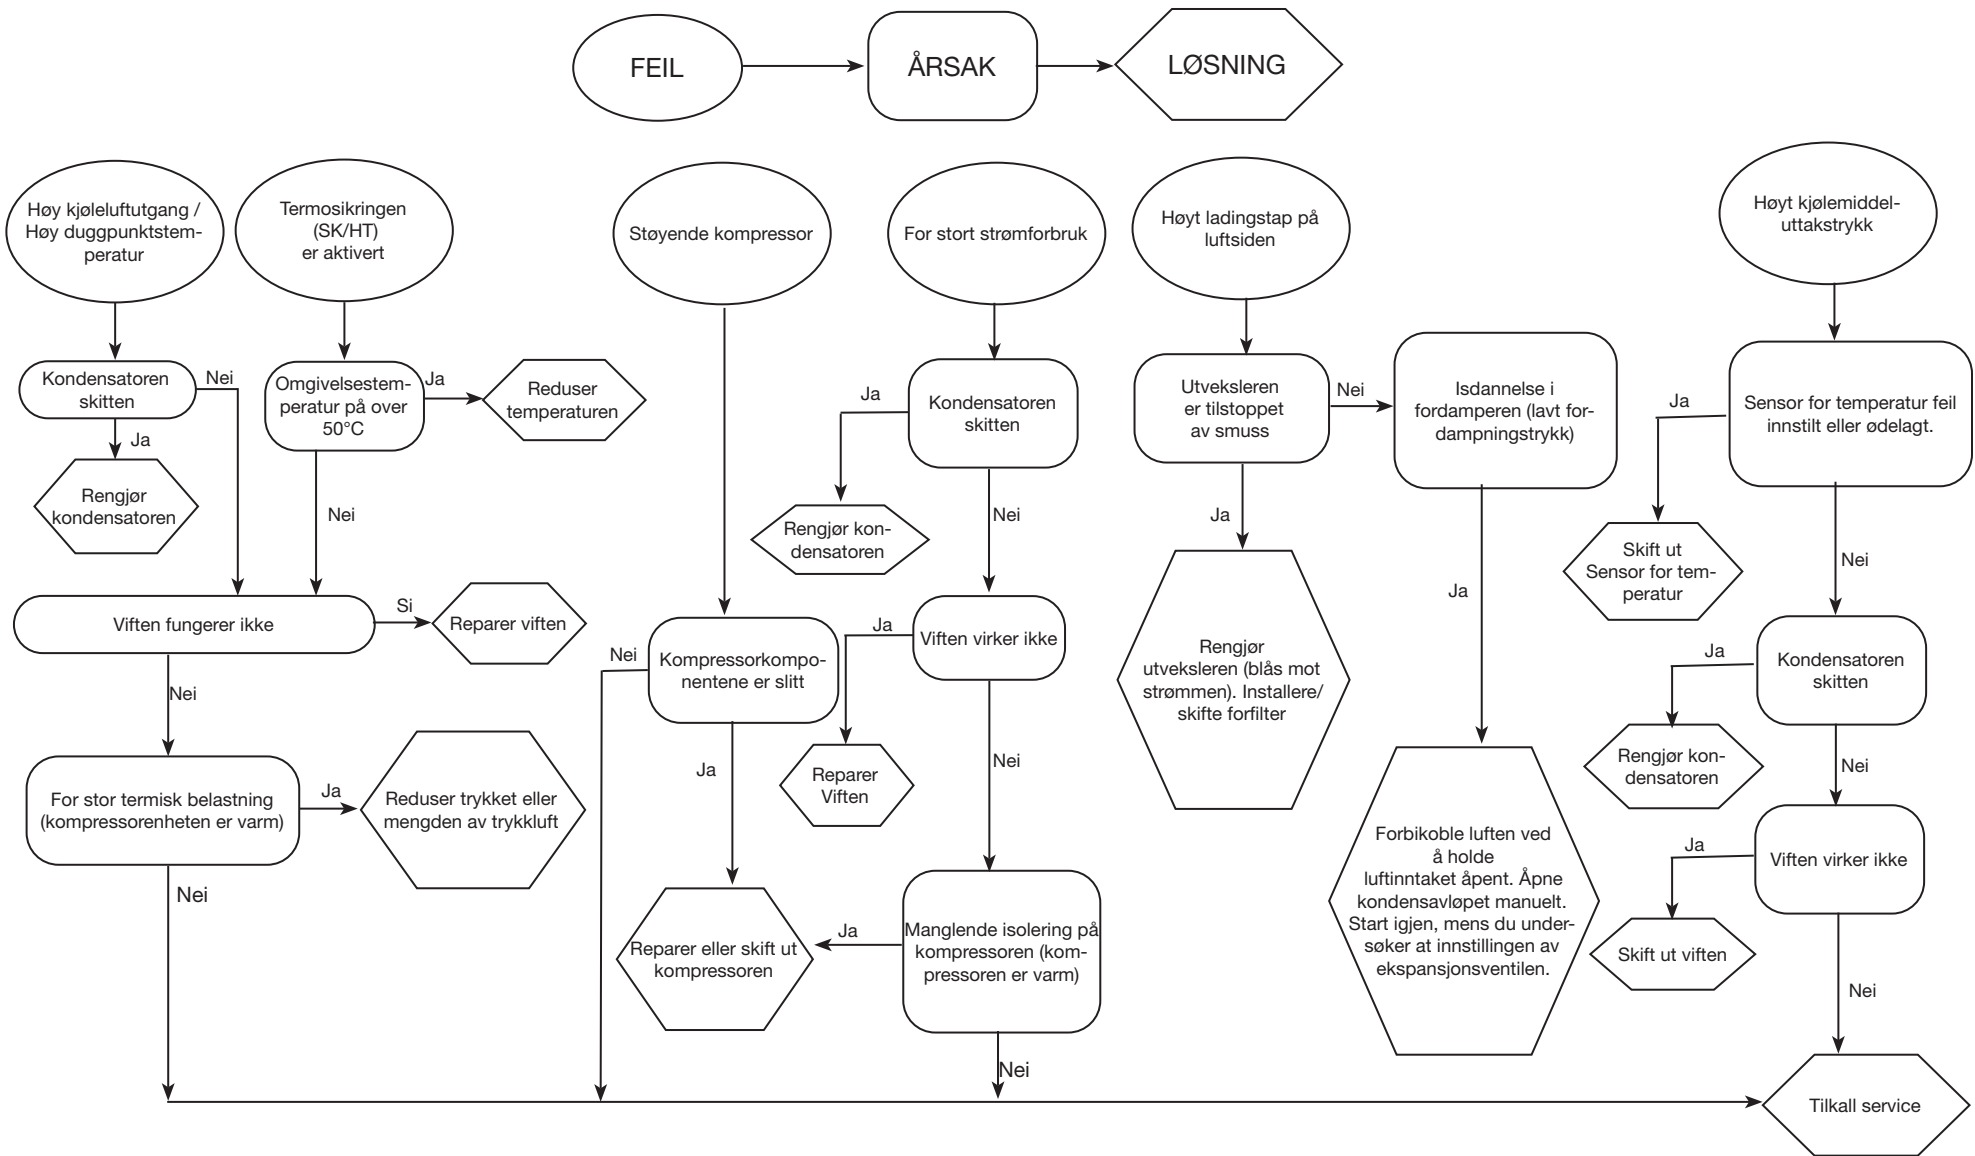 FEIL
ÅRSAK
LØSNING
Høy kjøleluftutgang /
Høy duggpunktstem-
peratur
Termosikringen
(SK/HT)
er aktivert
Støyende kompressor
For stort strømforbruk
Høyt ladingstap på
luftsiden
Høyt kjølemiddel-
uttakstrykk
Kondensatoren
skitten
Nei
Ja
Rengjør
kondensatoren
Omgivelsestem-
peratur på over
50°C
Ja
Reduser
temperaturen
Nei
Viften fungerer ikke
Si
Reparer viften
Nei
For stor termisk belastning
(kompressorenheten er varm)
Ja
Reduser trykket eller
mengden av trykkluft
Nei
Nei
Kompressorkompo-
nentene er slitt
Ja
Reparer eller skift ut
kompressoren
Kondensatoren
skitten
Ja
Rengjør kon-
densatoren
Nei
Viften virker ikke
Ja
Reparer
Viften
Nei
Manglende isolering på
kompressoren (kom-
pressoren er varm)
Ja
Nei
Utveksleren
er tilstoppet
av smuss
Nei
Ja
Rengjør
utveksleren (blås mot
strømmen). Installere/
skifte forfilter
Isdannelse i
fordamperen (lavt for-
dampningstrykk)
Ja
Forbikoble luften ved
å holde
luftinntaket åpent. Åpne
kondensavløpet manuelt.
Start igjen, mens du under-
søker at innstillingen av
ekspansjonsventilen.
Sensor for temperatur feil
innstilt eller ødelagt.
Ja
Skift ut
Sensor for tem-
peratur
Nei
Kondensatoren
skitten
Ja
Rengjør kon-
densatoren
Nei
Viften virker ikke
Ja
Skift ut viften
Nei
Tilkall service